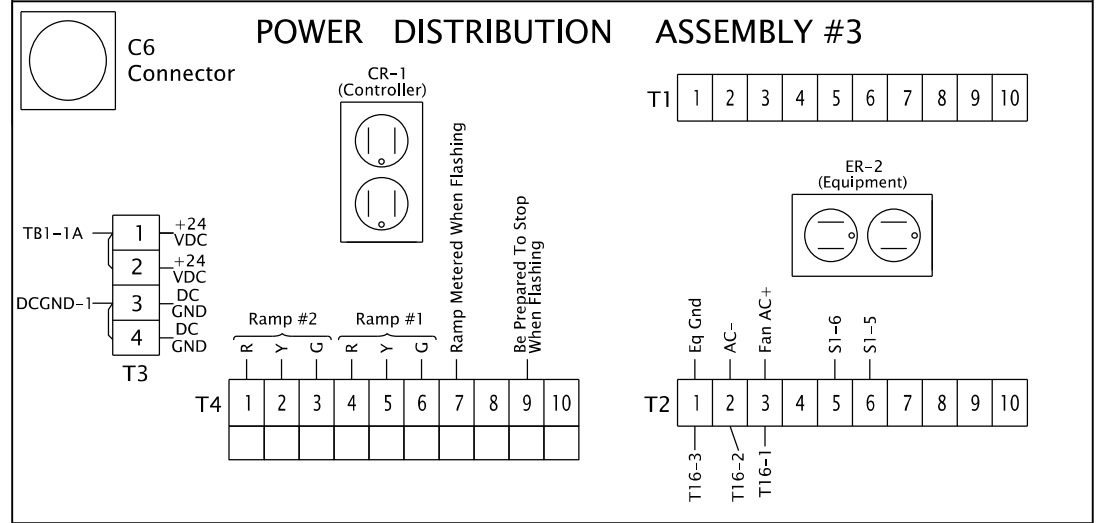 POWER DISTRIBUTION ASSEMBLY #3
C6
Connector
CR-1
(Controller)
T1 1 2 3 4 5 6 7 8 9 10
ER-2
(Equipment)
TB1-1A
DCGND-1
1 +24
VDC
2 +24
VDC
3 DC
GND
4 DC
GND
T3
Ramp #2
Ramp #1
R Y G R Y G
Ramp Metered When Flashing
Be Prepared To Stop
When Flashing
T4 1 2 3 4 5 6 7 8 9 10
Eq Gnd
AC-
Fan AC+
S1-6
S1-5
T2 1 2 3 4 5 6 7 8 9 10
T16-3
T16-2
T16-1